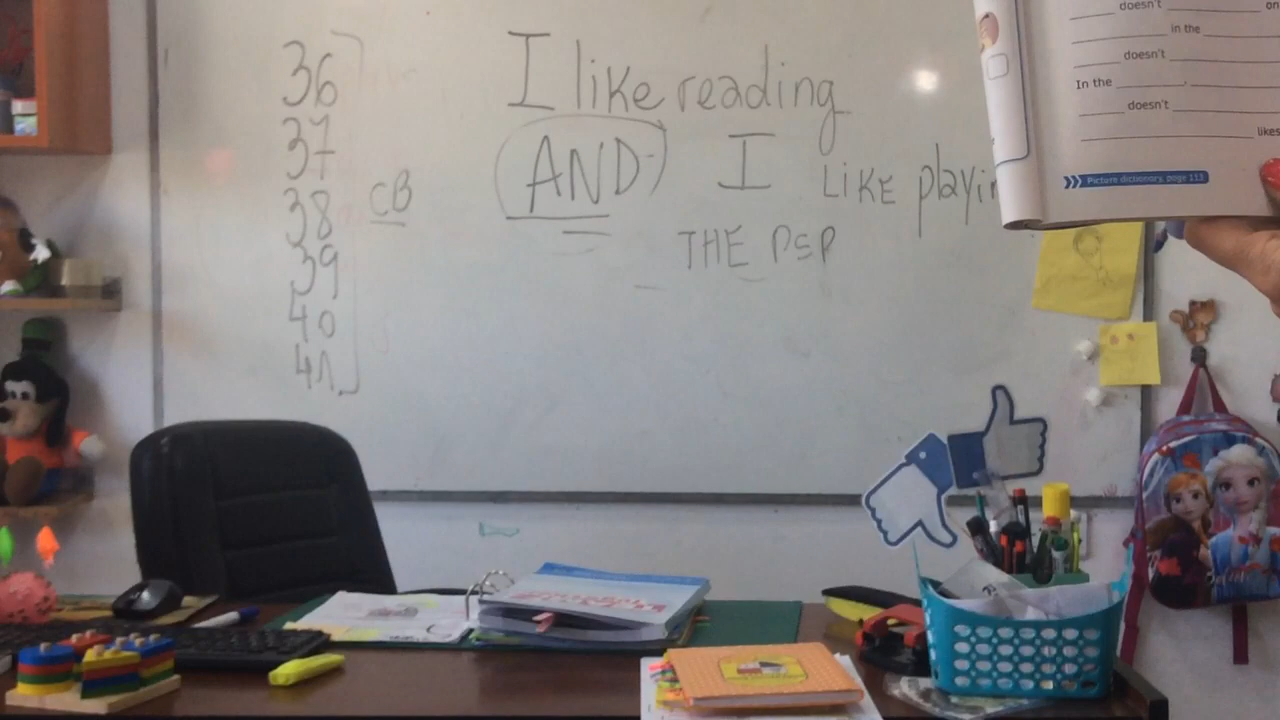 36
37
38
39
40
41
CB
I like reading
AND I LIKE playin
THE PSP
doesn't on
in the
doesn't
In the .
doesn't
likes
Picture dictionary, page 113